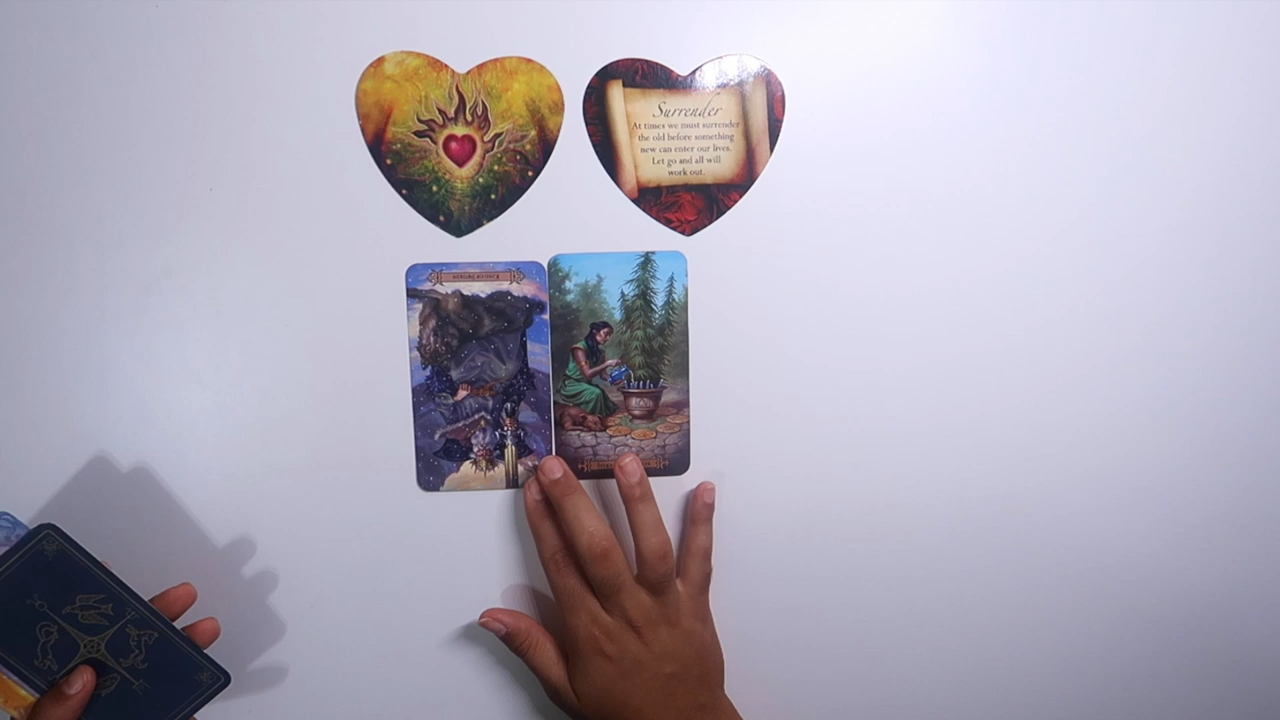 Surrender
At times we must surrender
the old before something
new can enter our lives.
Let go and all will
work out.